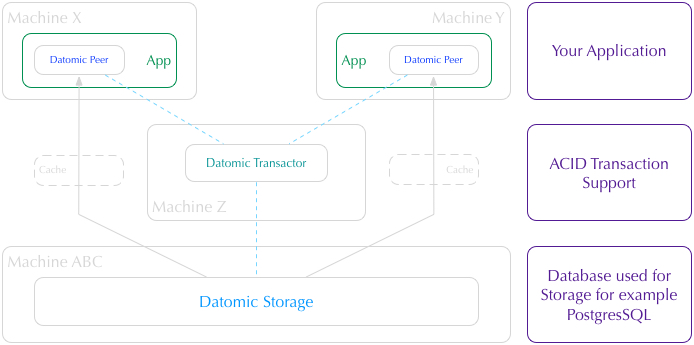 Machine X
Datomic Peer
App
Machine Y
App
Datomic Peer
Your Application
Cache
Datomic Transactor
Machine Z
Cache
ACID Transaction
Support
Machine ABC
Datomic Storage
Database used for
Storage for example
PostgresSQL